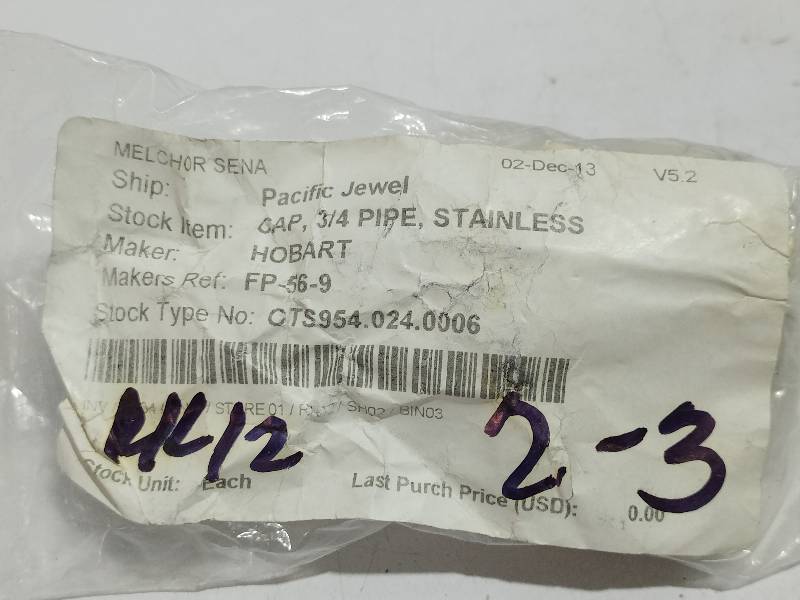 MELCHOR SENA 02-Dec-13 V5.2
Ship: Pacific Jewel
Stock Item: CAP, 3/4 PIPE, STAINLESS
Maker: HOBART
Makers Ref: FP-56-9
Stock Type No: CTS954.024.0006
INV / STORE 01 / SH02 / BIN03
2-3
Stock Unit: Each Last Purch Price (USD): 0.00